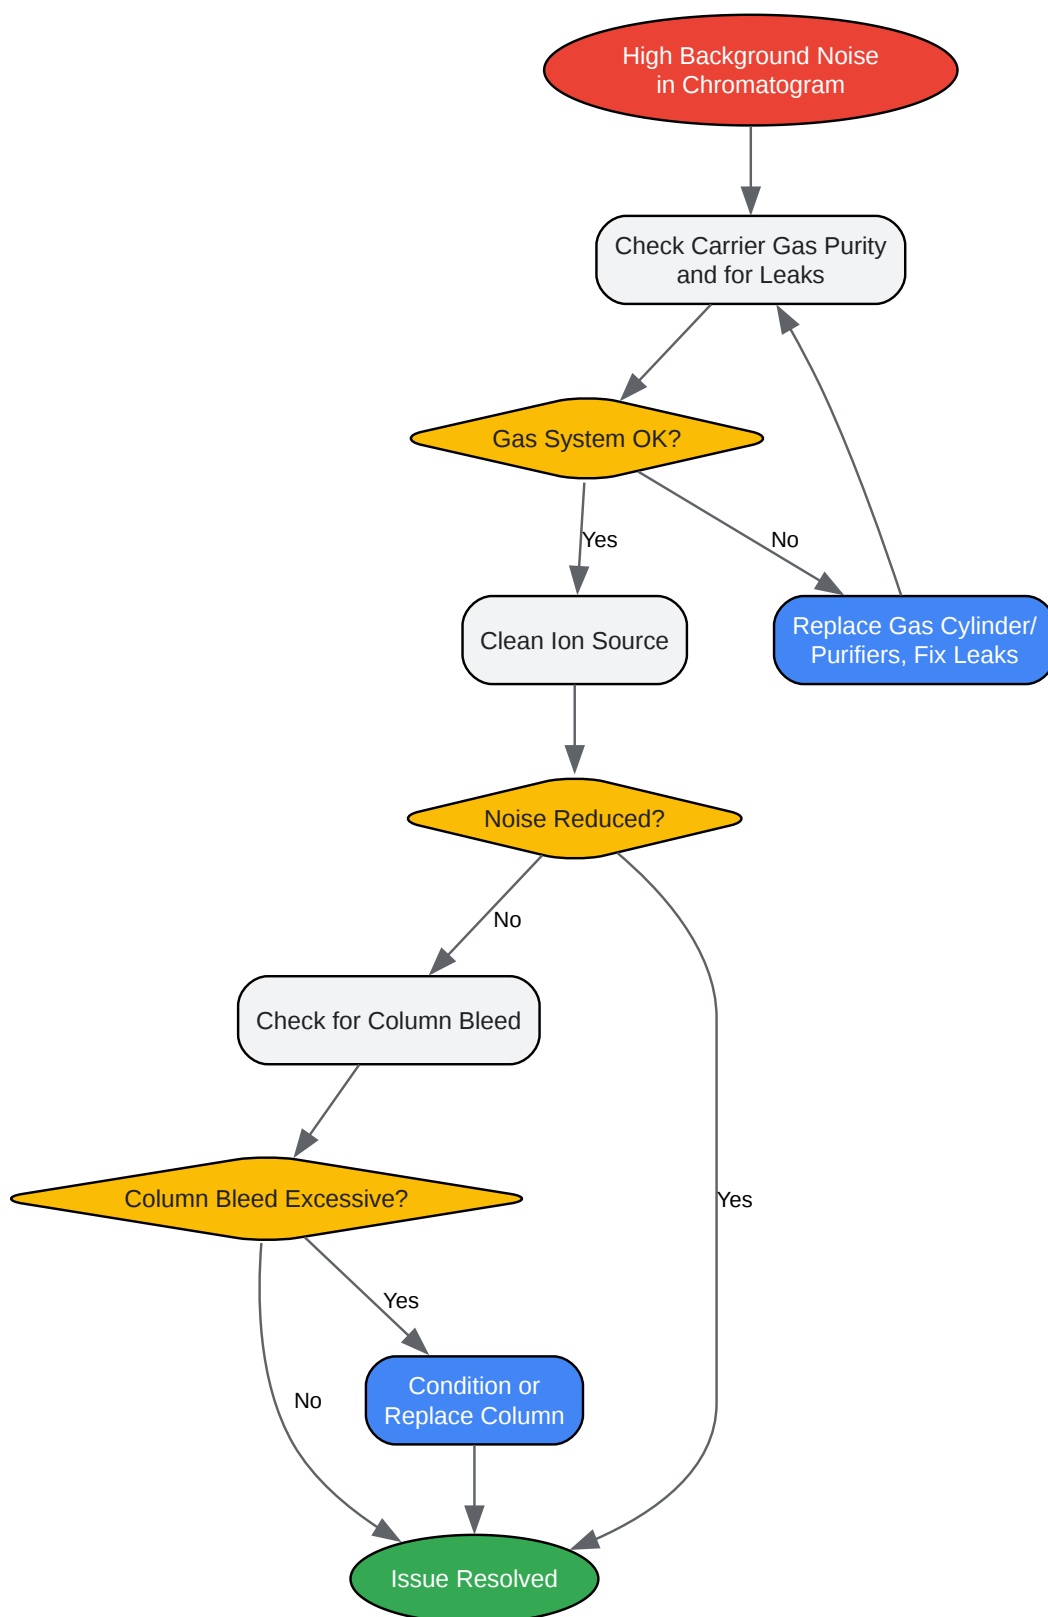 High Background Noise
in Chromatogram
Check Carrier Gas Purity
and for Leaks
Gas System OK?
Yes
No
Clean Ion Source
Replace Gas Cylinder/
Purifiers, Fix Leaks
Noise Reduced?
No
Check for Column Bleed
Column Bleed Excessive?
Yes
Yes
No
Condition or
Replace Column
Issue Resolved